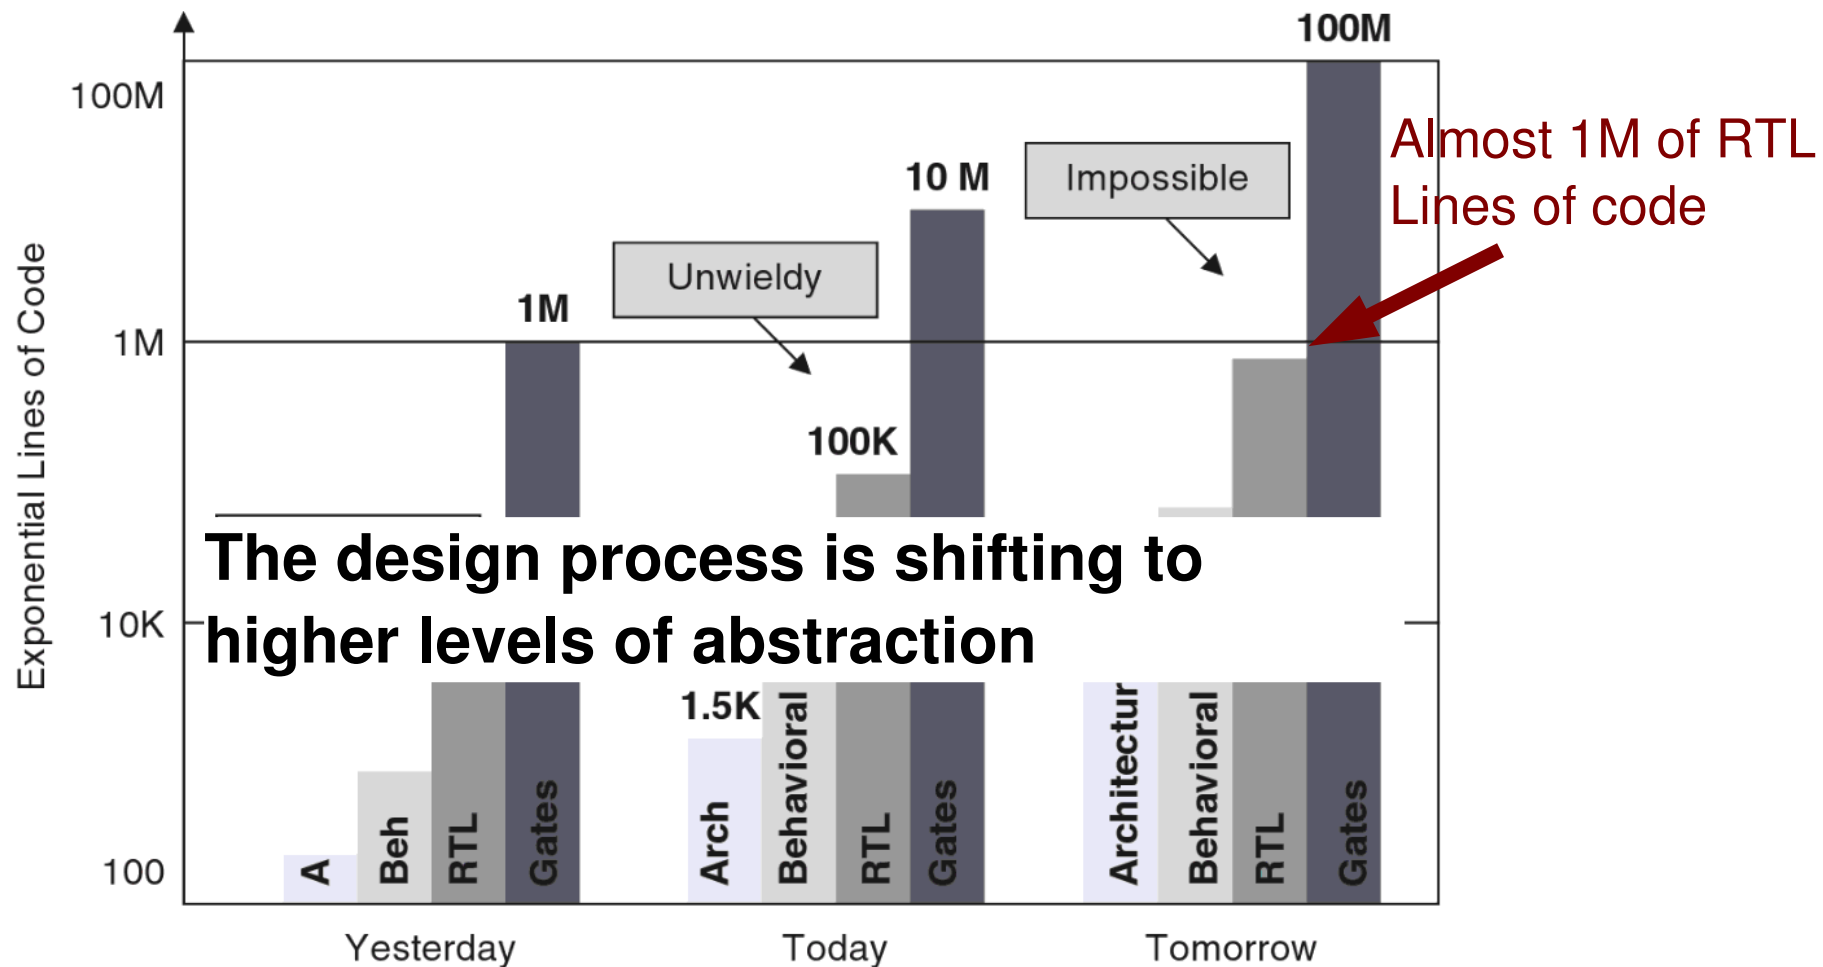 100M
100M
Almost 1M of RTL
Lines of code
Impossible
10 M
Unwieldy
1M
1M
100K
Exponential Lines of Code
The design process is shifting to
higher levels of abstraction
10K
1.5K
100
A
Beh
RTL
Gates
Arch
Behavioral
RTL
Gates
Architectur
Behavioral
RTL
Gates
Yesterday
Today
Tomorrow